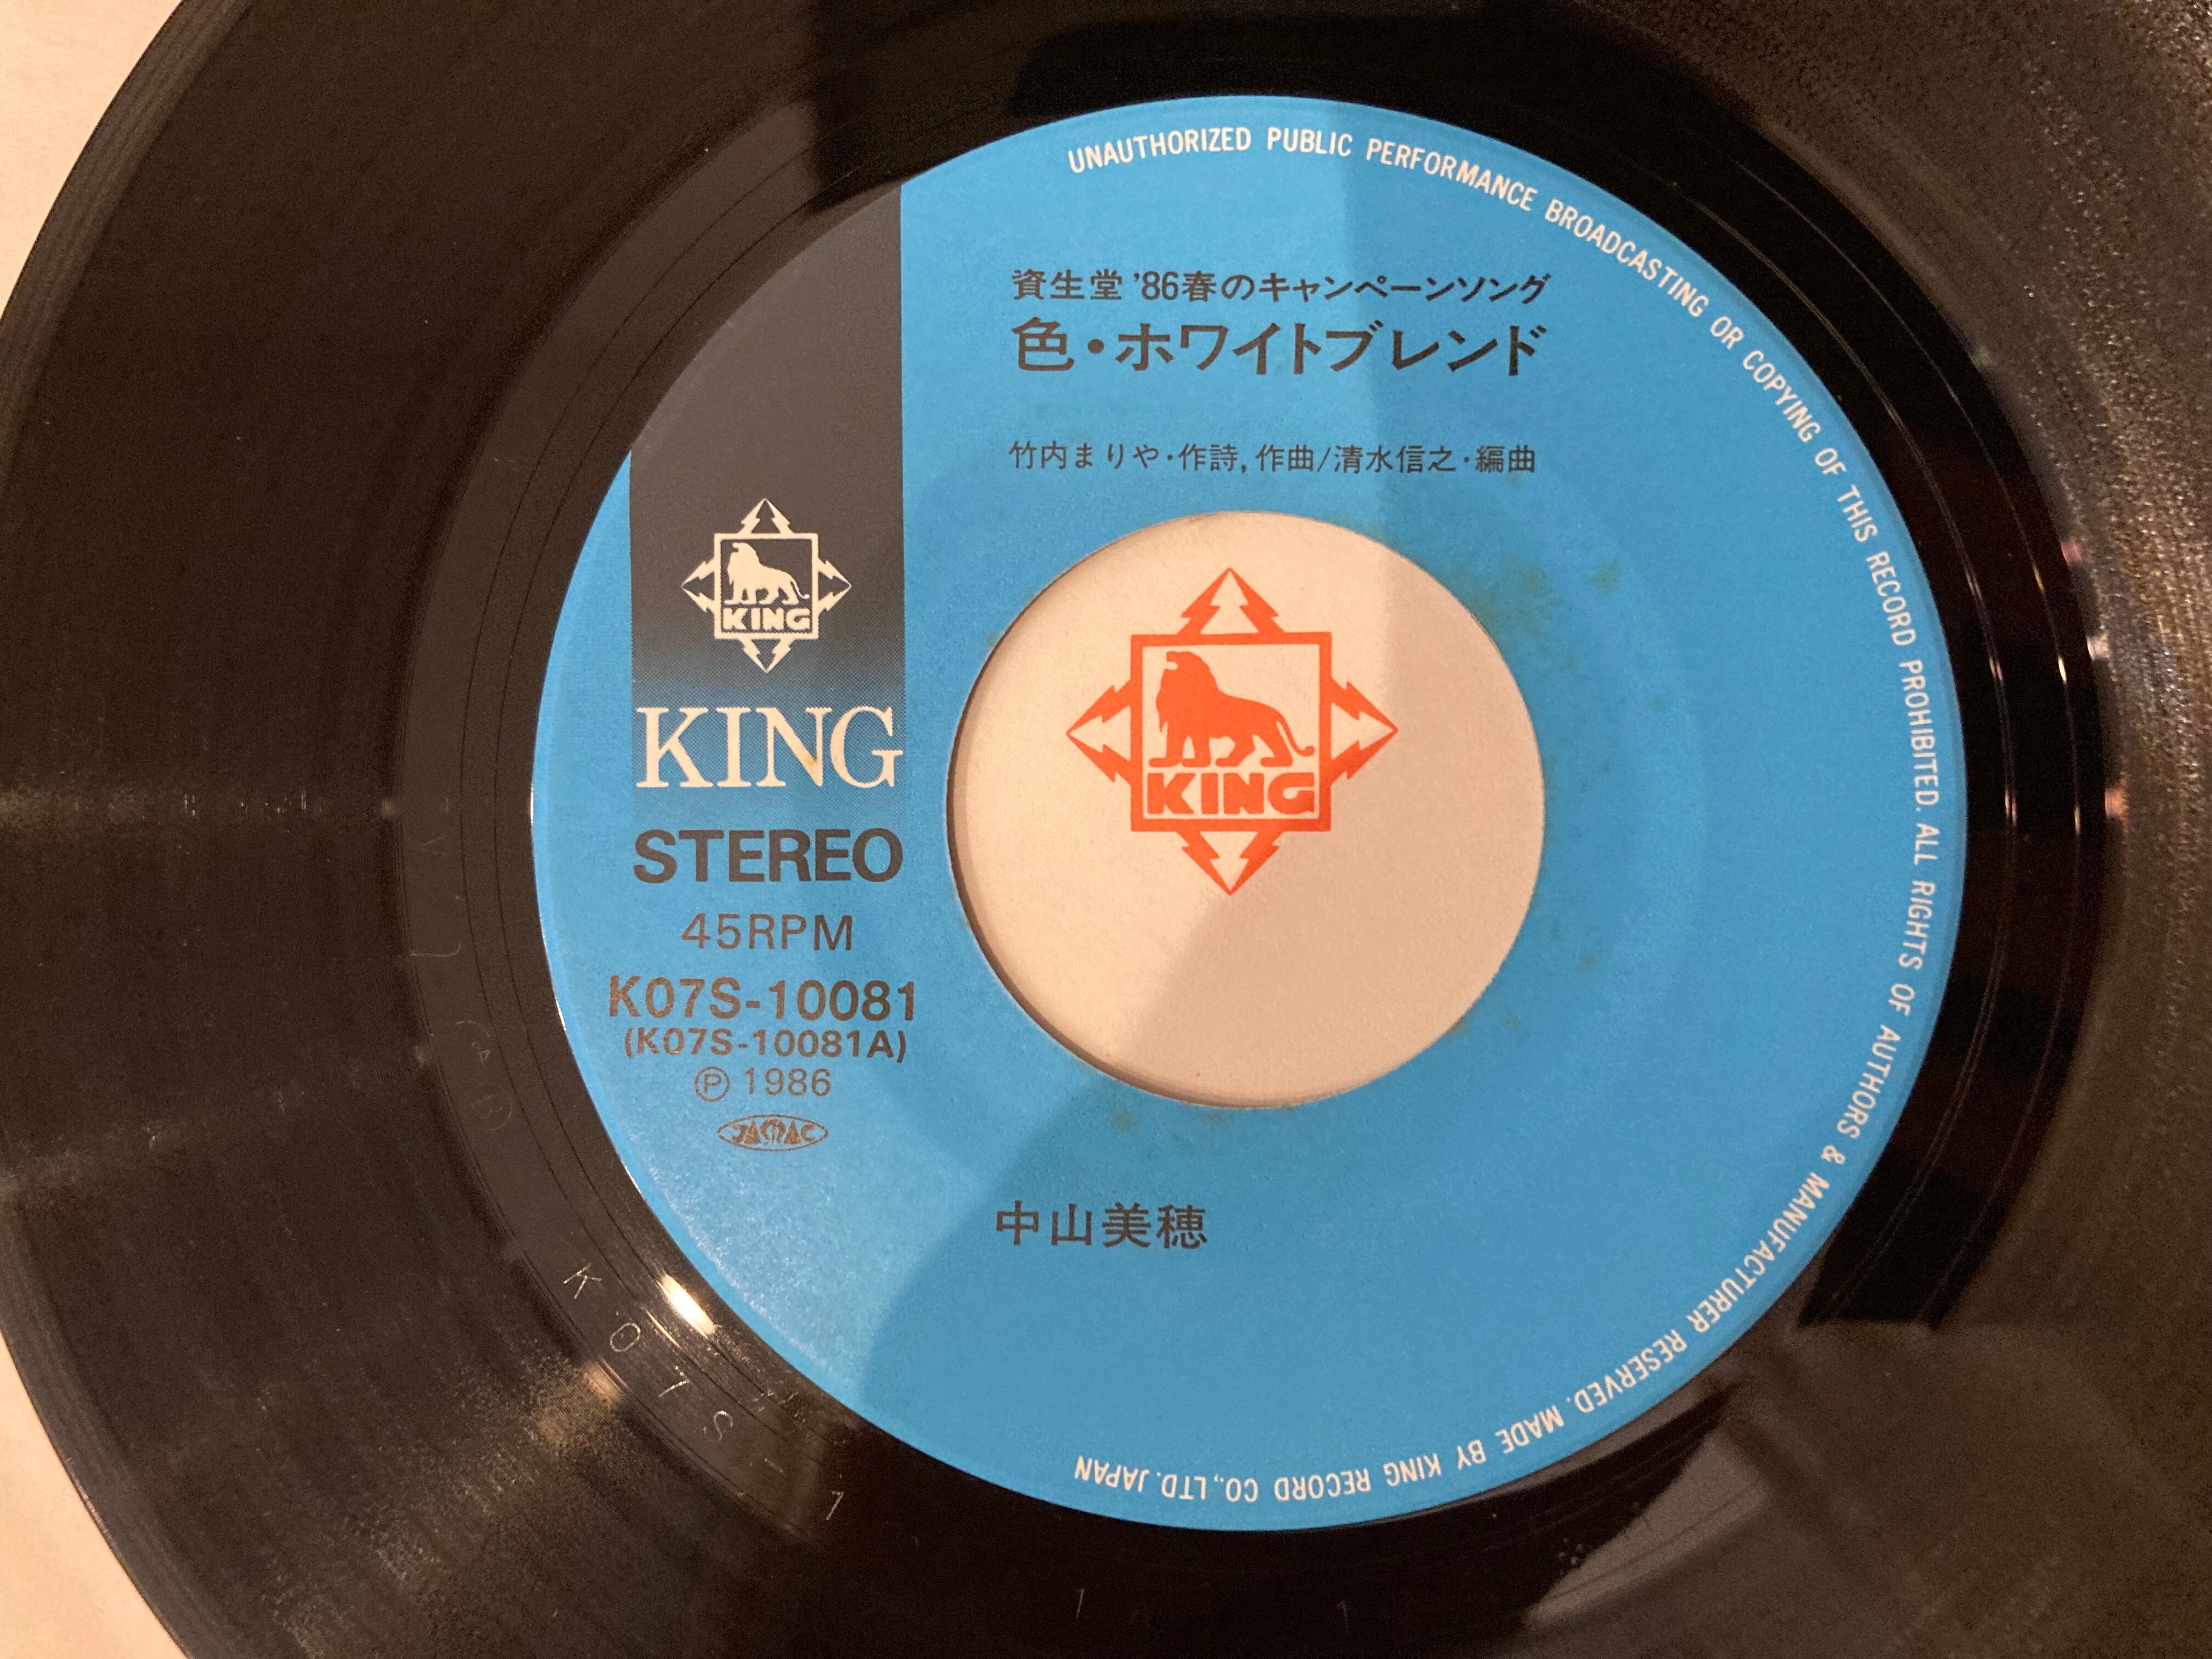 UNAUTHORIZED PUBLIC PERFORMANCE BROADCASTING OR COPYING OF THIS RECORD PROHIBITED. ALL RIGHTS OF AUTHORS & MANUFACTURER RESERVED. MADE BY KING RECORD CO., LTD. JAPAN
資生堂 '86春のキャンペーンソング
色・ホワイトブレンド
竹内まりや・作詩, 作曲/清水信之・編曲
KING
KING
KING
STEREO
45RPM
K07S-10081
(K07S-10081A)
Ⓟ 1986
JASRAC
中山美穂
K07S-1